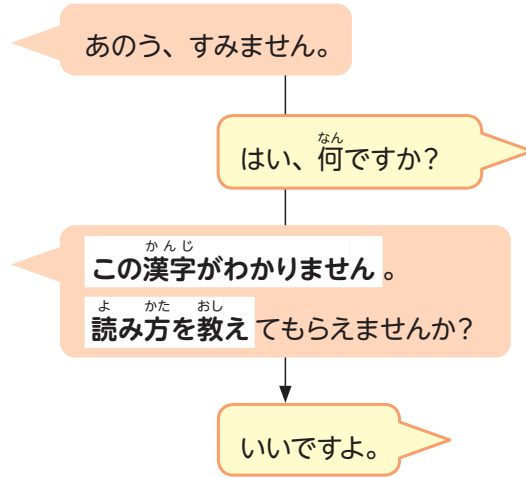 あのう、すみません。
はい、何ですか?
この漢字がわかりません。
読み方を教えてもらえませんか?
いいですよ。